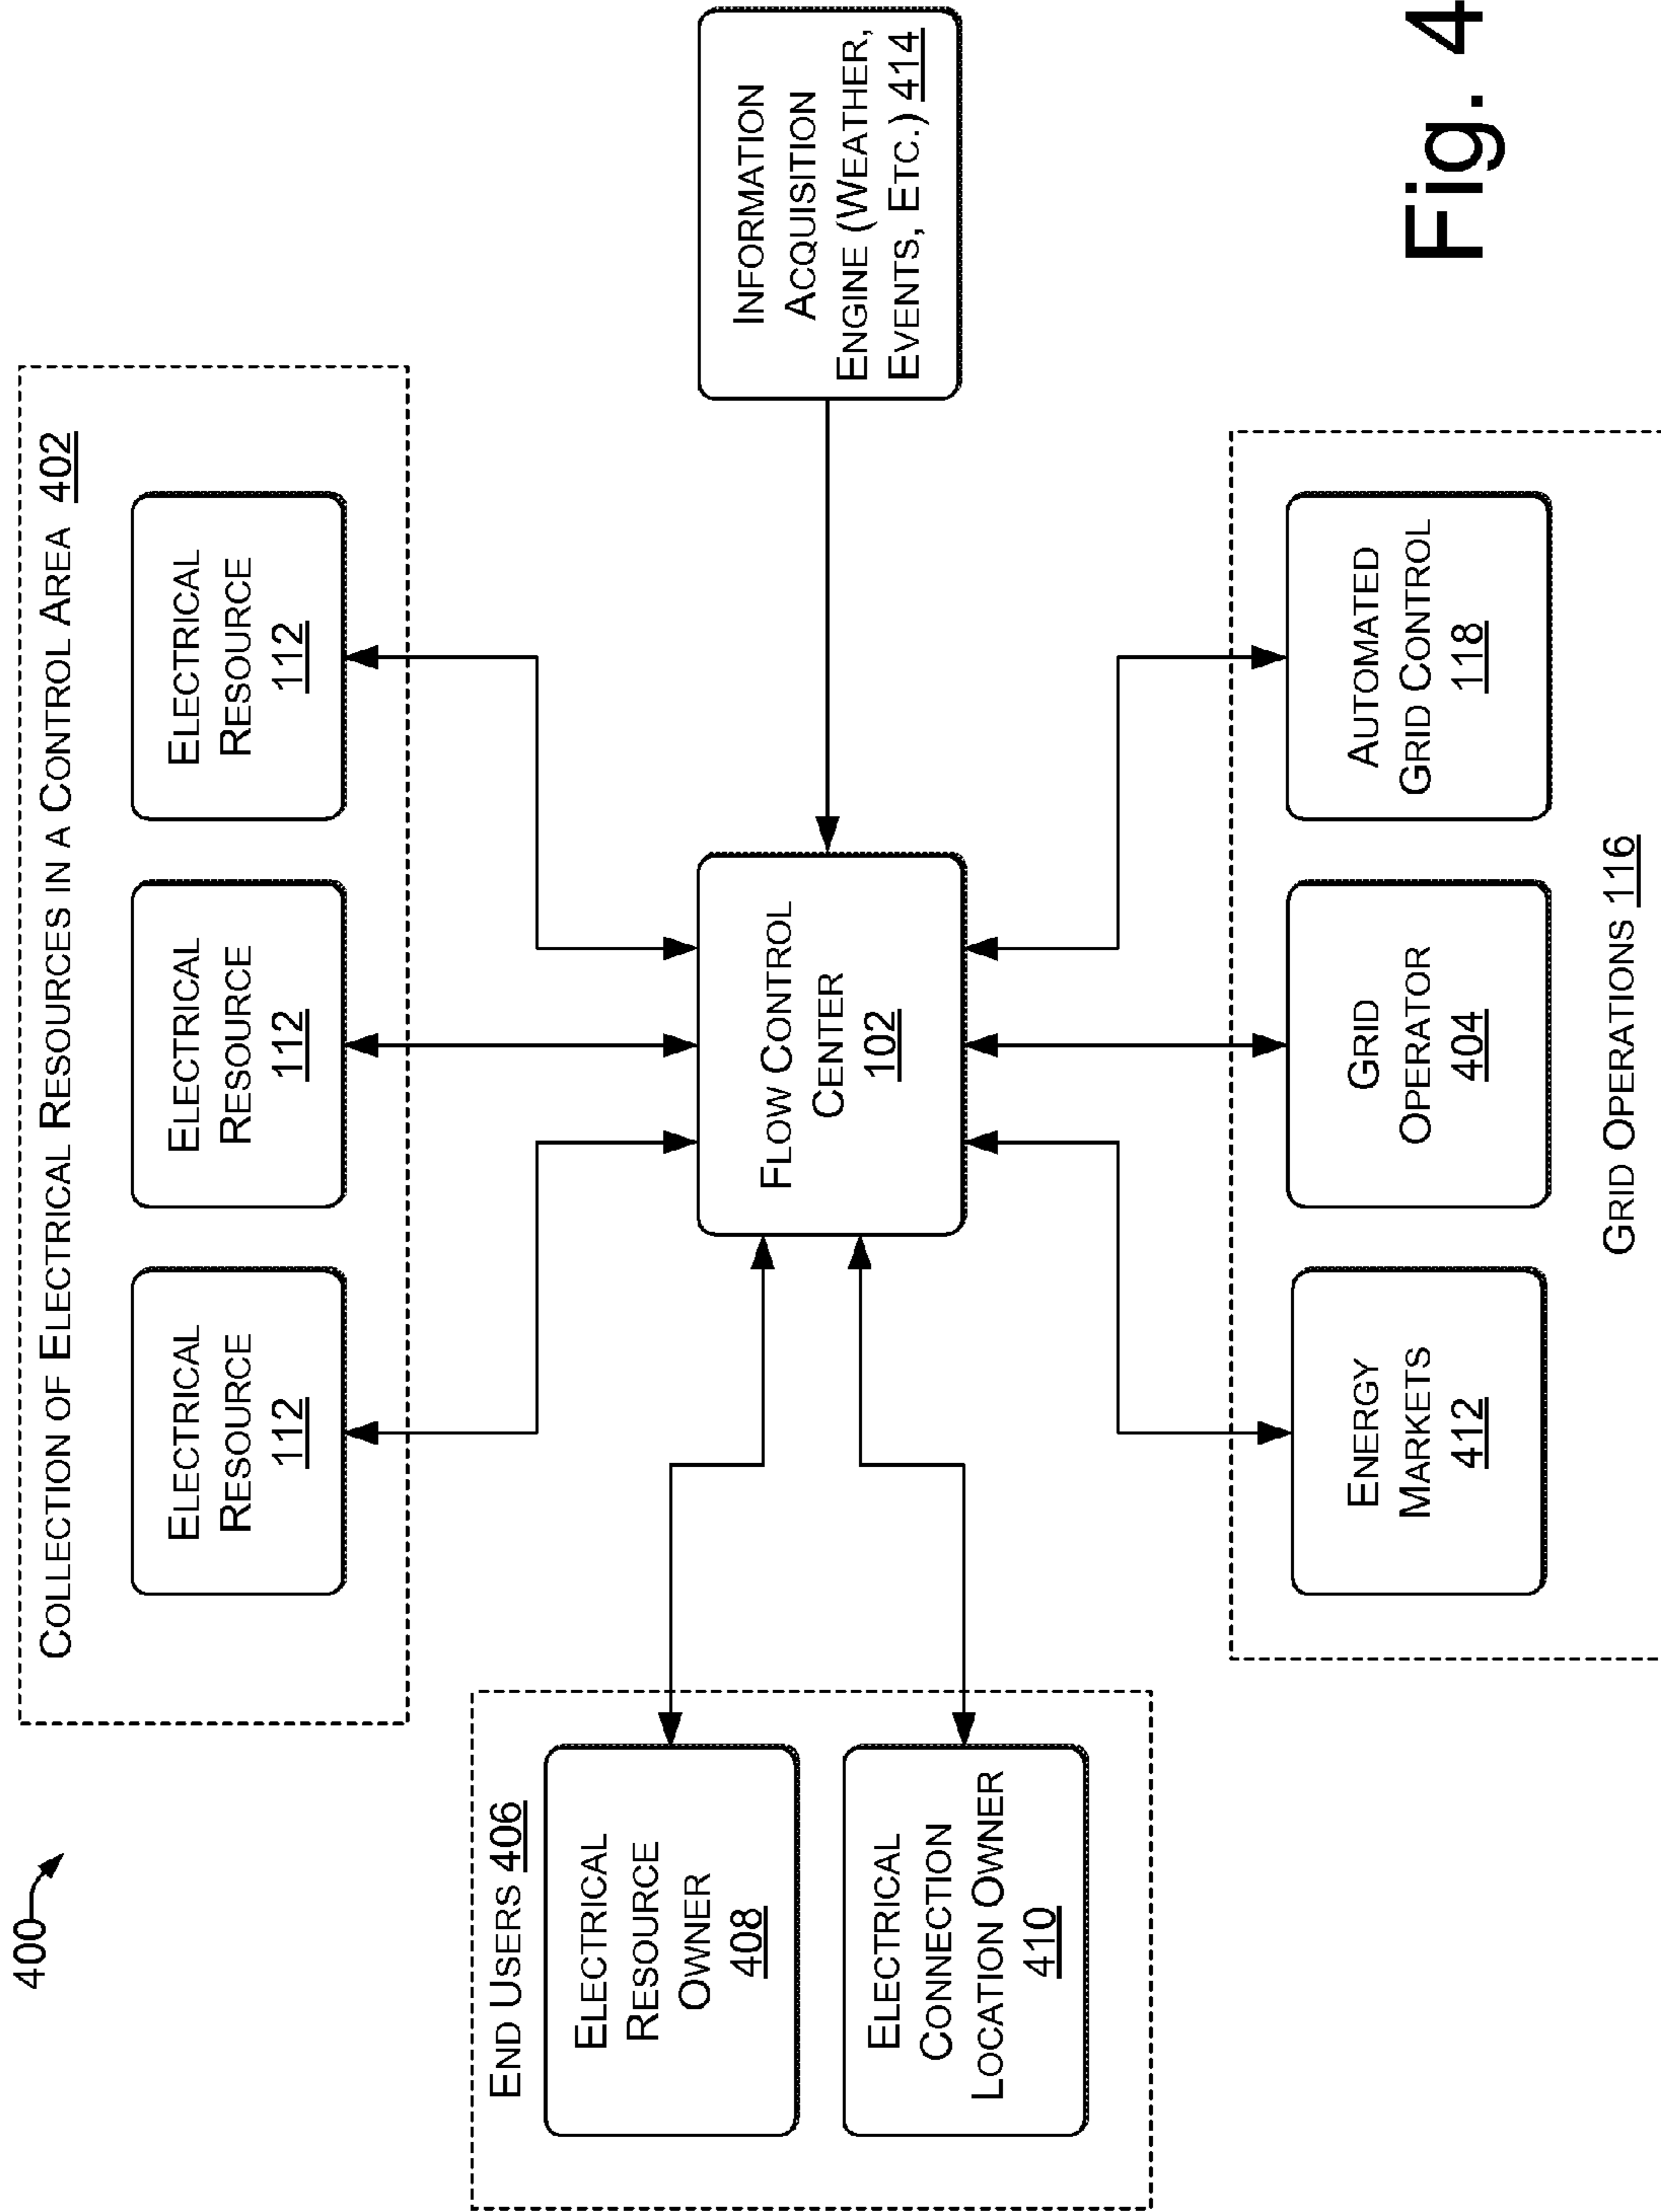 400
COLLECTION OF ELECTRICAL RESOURCES IN A CONTROL AREA 402
ELECTRICAL
RESOURCE
112
ELECTRICAL
RESOURCE
112
ELECTRICAL
RESOURCE
112
END USERS 406
ELECTRICAL
RESOURCE
OWNER
408
ELECTRICAL
CONNECTION
LOCATION OWNER
410
FLOW CONTROL
CENTER
102
INFORMATION
ACQUISITION
ENGINE (WEATHER,
EVENTS, ETC.) 414
ENERGY
MARKETS
412
GRID
OPERATOR
404
AUTOMATED
GRID CONTROL
118
GRID OPERATIONS 116
Fig. 4